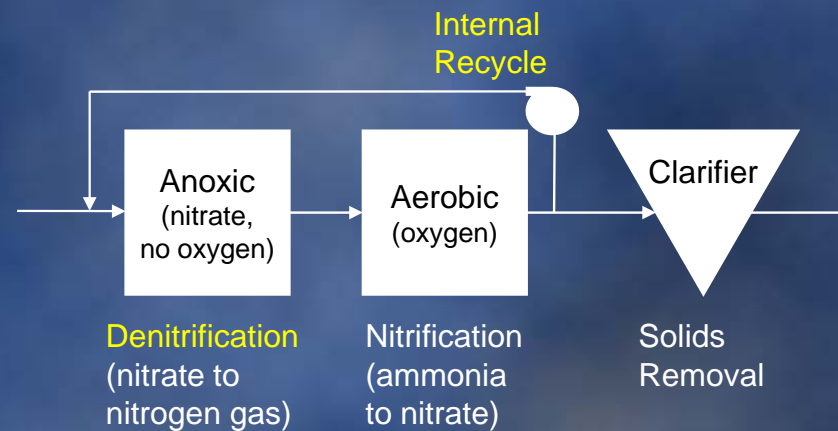 Internal
Recycle
Anoxic
(nitrate,
no oxygen)
Aerobic
(oxygen)
Clarifier
Denitrification
(nitrate to
nitrogen gas)
Nitrification
(ammonia
to nitrate)
Solids
Removal